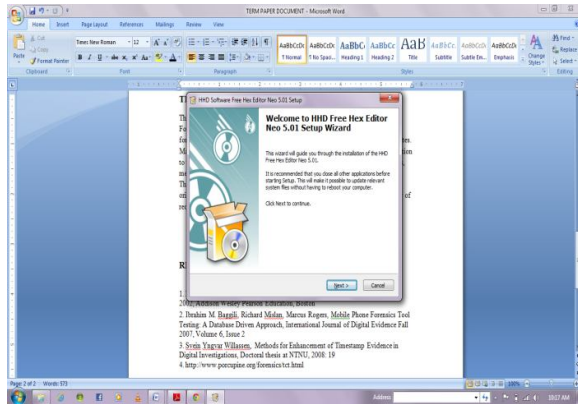 TERM PAPER DOCUMENT - Microsoft Word
Home Insert Page Layout References Mailings Review View
Cut
Copy
Paste Format Painter
Clipboard
Times New Roman 12
Font
Paragraph
AaBbCcDc AaBbCcDc AaBbC AaBbCc AaB AaBbCc. AaBbCcDc AaBbCcDc
¶ Normal ¶ No Spaci... Heading 1 Heading 2 Title Subtitle Subtle Em... Emphasis
Styles
Change Styles
Find
Replace
Select
Editing
HHD Software Free Hex Editor Neo 5.01 Setup
Welcome to HHD Free Hex Editor
Neo 5.01 Setup Wizard
This wizard will guide you through the installation of the HHD
Free Hex Editor Neo 5.01.
It is recommended that you close all other applications before
starting Setup. This will make it possible to update relevant
system files without having to reboot your computer.
Click Next to continue.
Next > Cancel
2002, Addison Wesley Pearson Education, Boston
2. Ibrahim M. Baggili, Richard Mislan, Marcus Rogers, Mobile Phone Forensics Tool
Testing: A Database Driven Approach, International Journal of Digital Evidence Fall
2007, Volume 6, Issue 2
3. Svein Yngvar Willassen, Methods for Enhancement of Timestamp Evidence in
Digital Investigations, Doctoral thesis at NTNU, 2008: 19
4. http://www.porcupine.org/forensics/tct.html
Page: 2 of 2 Words: 573
100%
Address
10:17 AM